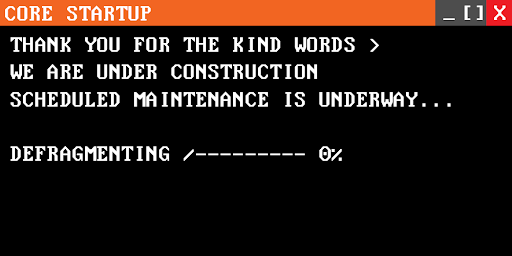 CORE STARTUP _ [] X
THANK YOU FOR THE KIND WORDS >
WE ARE UNDER CONSTRUCTION
SCHEDULED MAINTENANCE IS UNDERWAY...
DEFRAGMENTING /--------- 0%